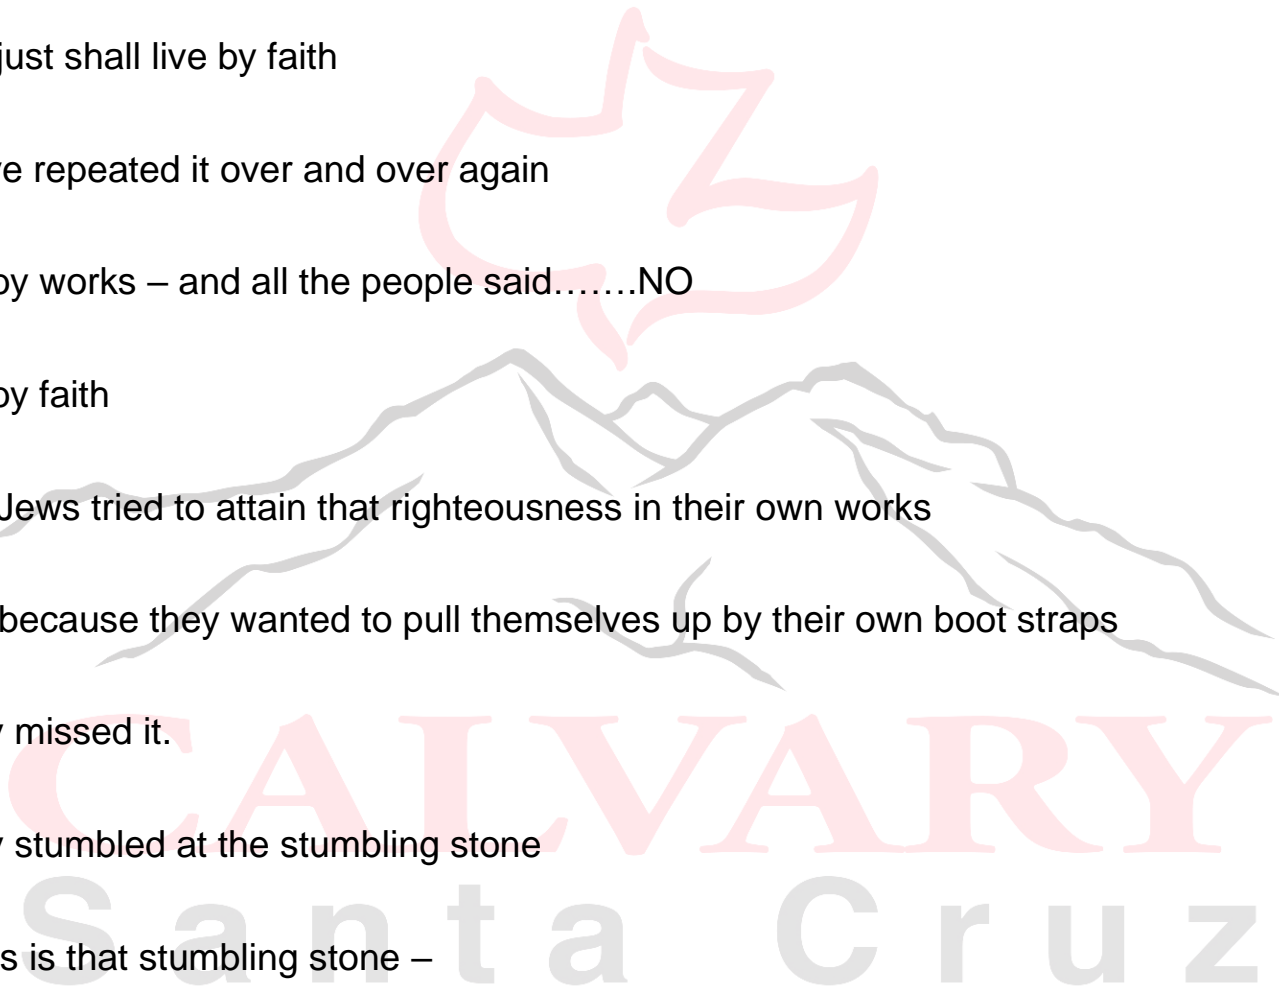 just shall live by faith
ve repeated it over and over again
by works – and all the people said…….NO
by faith
Jews tried to attain that righteousness in their own works
because they wanted to pull themselves up by their own boot straps
y missed it.
y stumbled at the stumbling stone
s is that stumbling stone –
CALVARY
Santa Cruz